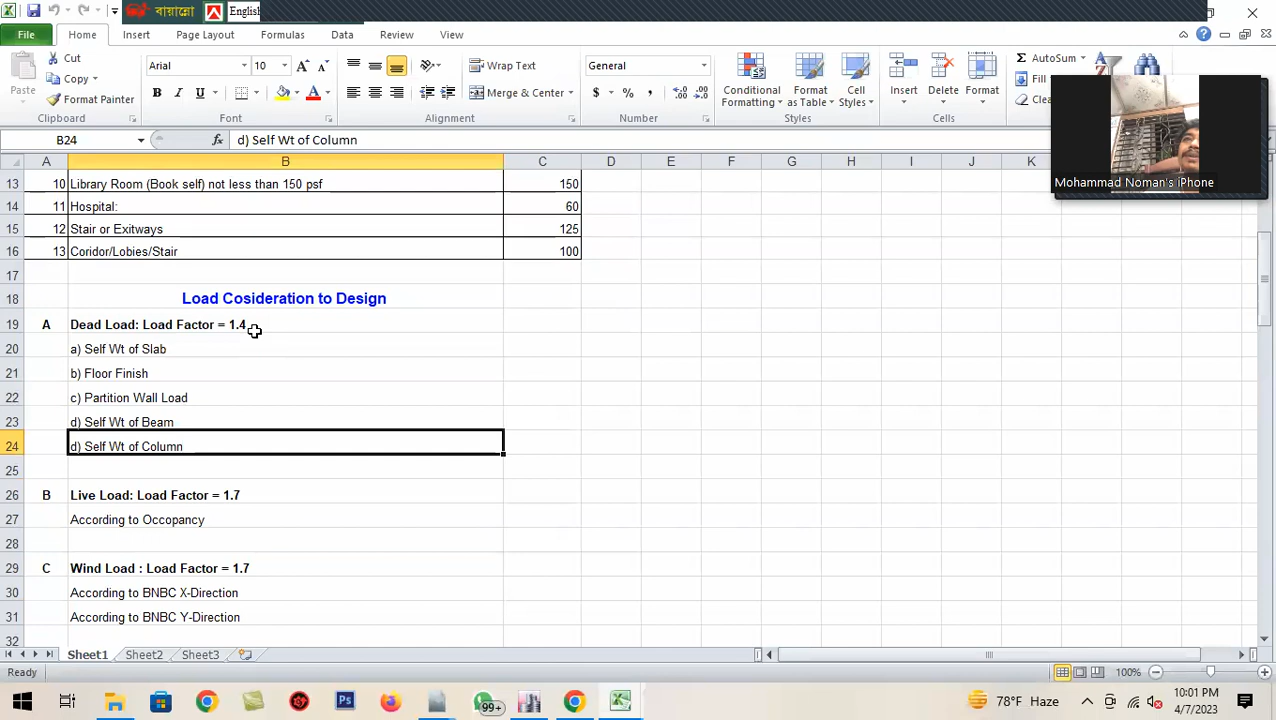 বায়ান্নো
English
File
Home
Insert
Page Layout
Formulas
Data
Review
View
Paste
Cut
Copy
Format Painter
Clipboard
Arial
10
Font
Wrap Text
Merge & Center
Alignment
General
Number
Conditional Formatting
Format as Table
Cell Styles
Styles
Insert
Delete
Format
Cells
AutoSum
Fill
Mohammad Noman's iPhone
B24
d) Self Wt of Column
A B C D E F G H I J K
13 10 Library Room (Book self) not less than 150 psf 150
14 11 Hospital: 60
15 12 Stair or Exitways 125
16 13 Coridor/Lobies/Stair 100
17
18 Load Cosideration to Design
19 A Dead Load: Load Factor = 1.4
20 a) Self Wt of Slab
21 b) Floor Finish
22 c) Partition Wall Load
23 d) Self Wt of Beam
24 d) Self Wt of Column
25
26 B Live Load: Load Factor = 1.7
27 According to Occopancy
28
29 C Wind Load : Load Factor = 1.7
30 According to BNBC X-Direction
31 According to BNBC Y-Direction
32
Sheet1 Sheet2 Sheet3
Ready
100%
99+
78°F Haze
10:01 PM
4/7/2023